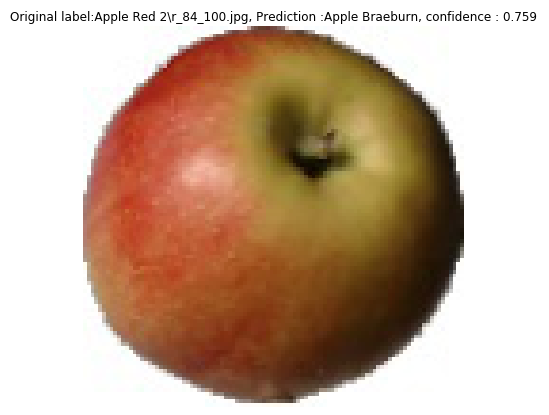 Original label:Apple Red 2\r_84_100.jpg, Prediction :Apple Braeburn, confidence : 0.759